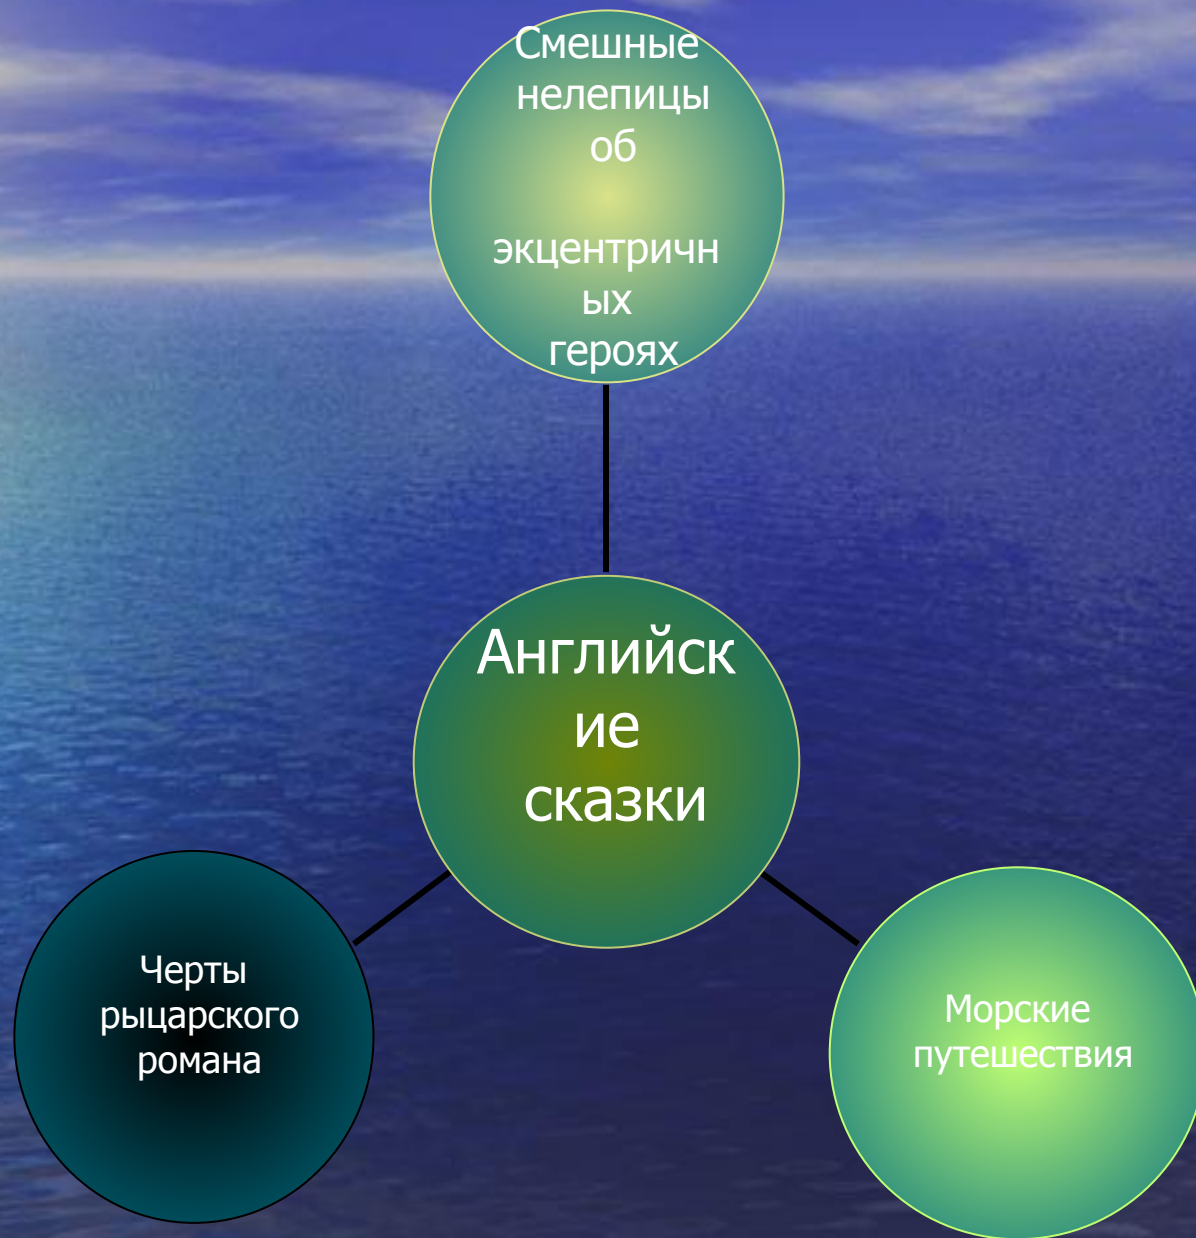 Смешные
нелепицы
об
экцентричн
ых
героях
Английск
ие
сказки
Черты
рыцарского
романа
Морские
путешествия